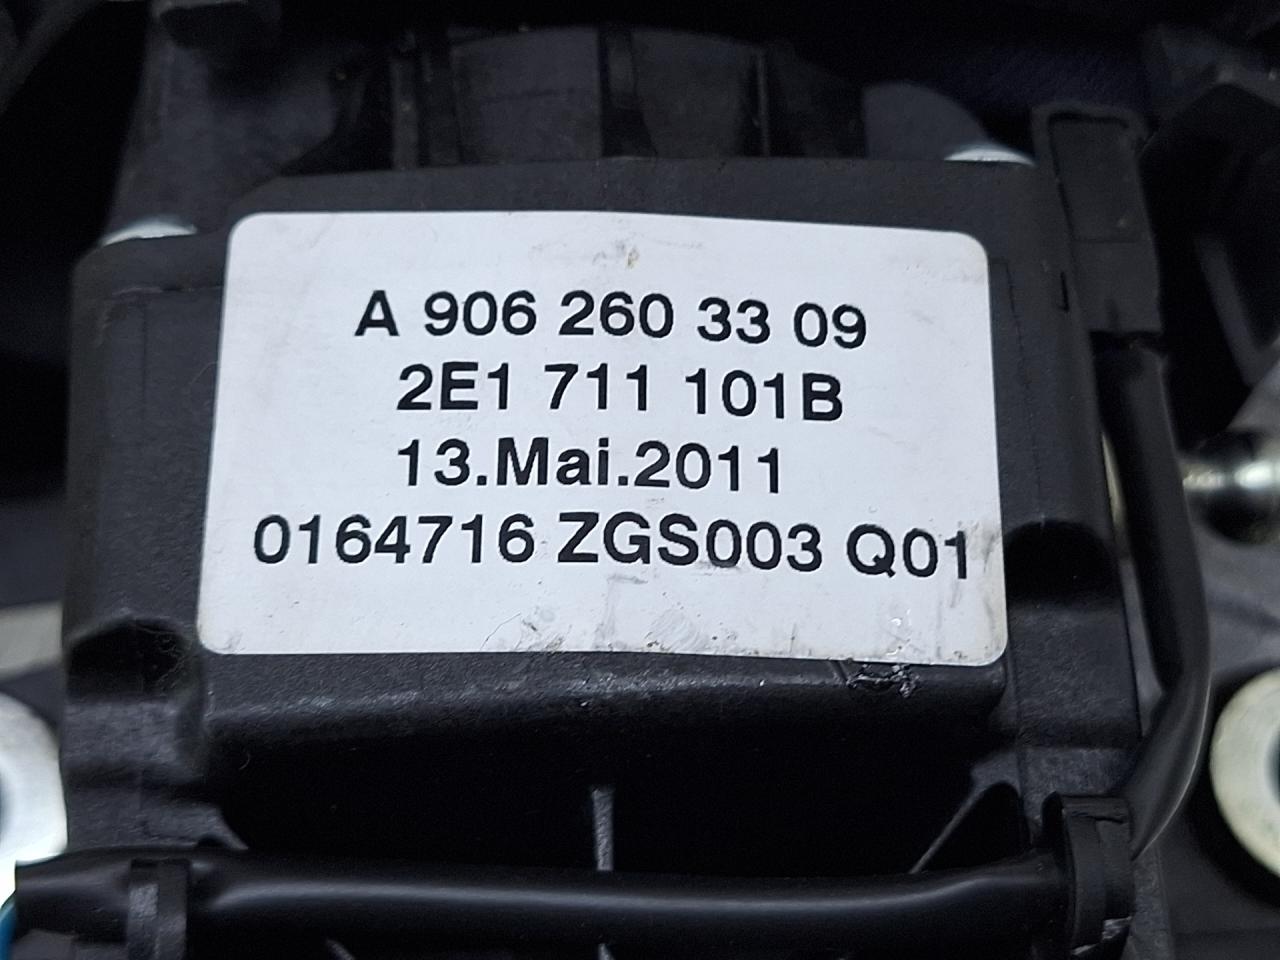 A 906 260 33 09
2E1 711 101B
13.Mai.2011
0164716 ZGS003 Q01